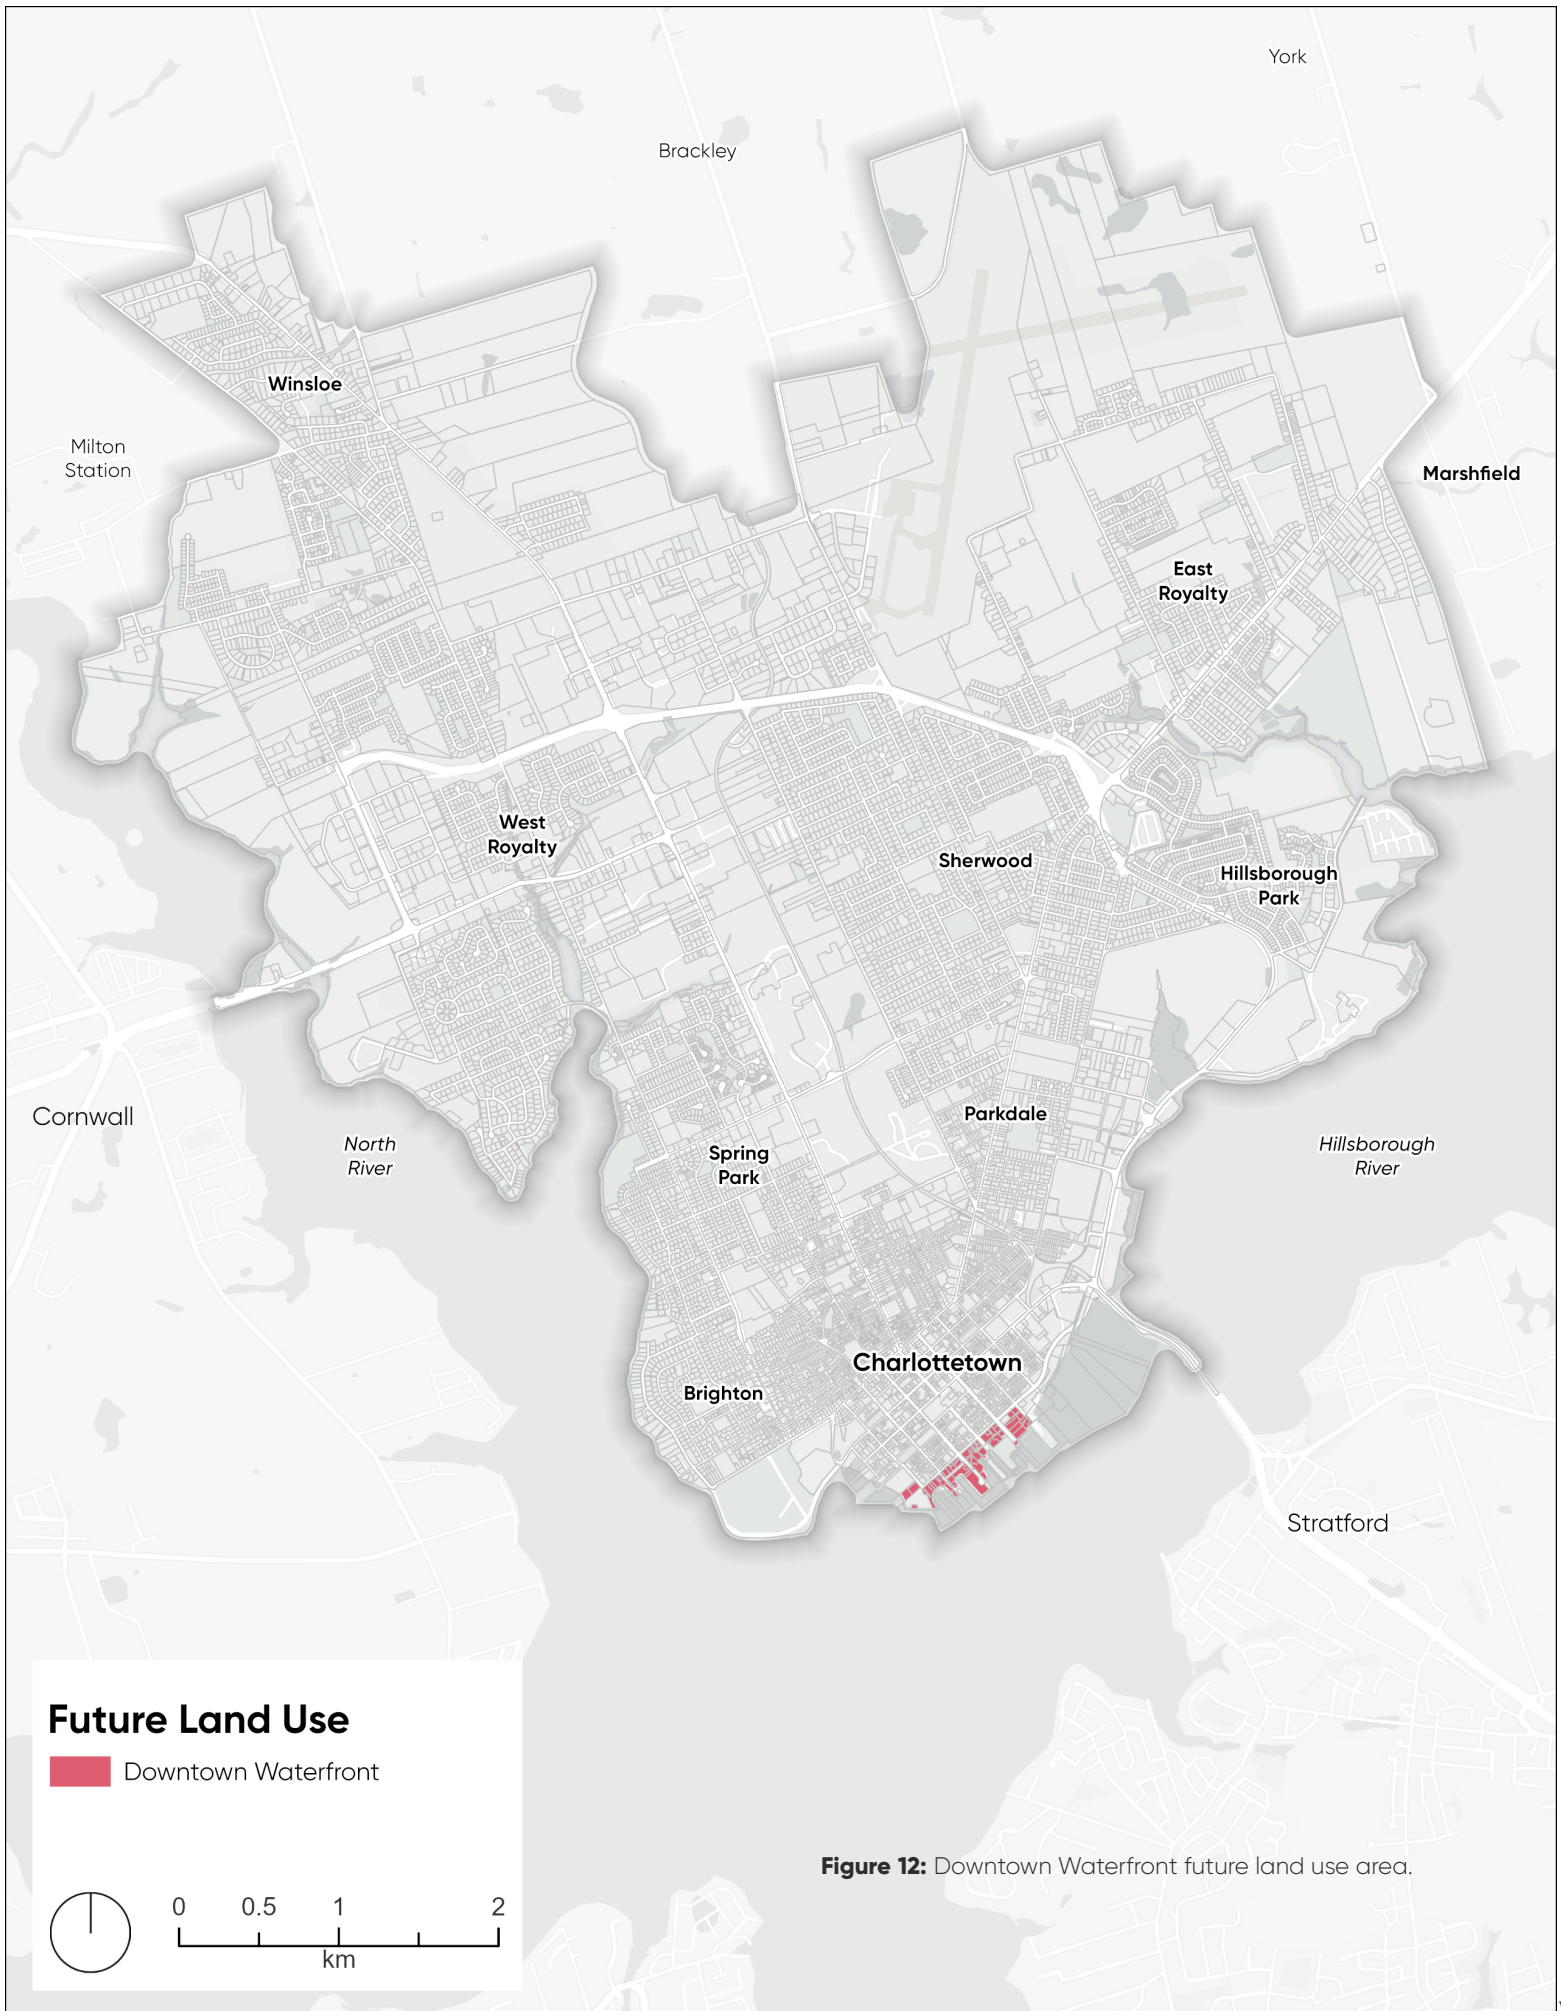 York
Brackley
Winsloe
Milton
Station
Marshfield
East
Royalty
West
Royalty
Sherwood
Hillsborough
Park
Cornwall
North
River
Parkdale
Hillsborough
River
Spring
Park
Charlottetown
Brighton
Stratford
Future Land Use
Downtown Waterfront
Figure 12: Downtown Waterfront future land use area.
0 0.5 1 2
km